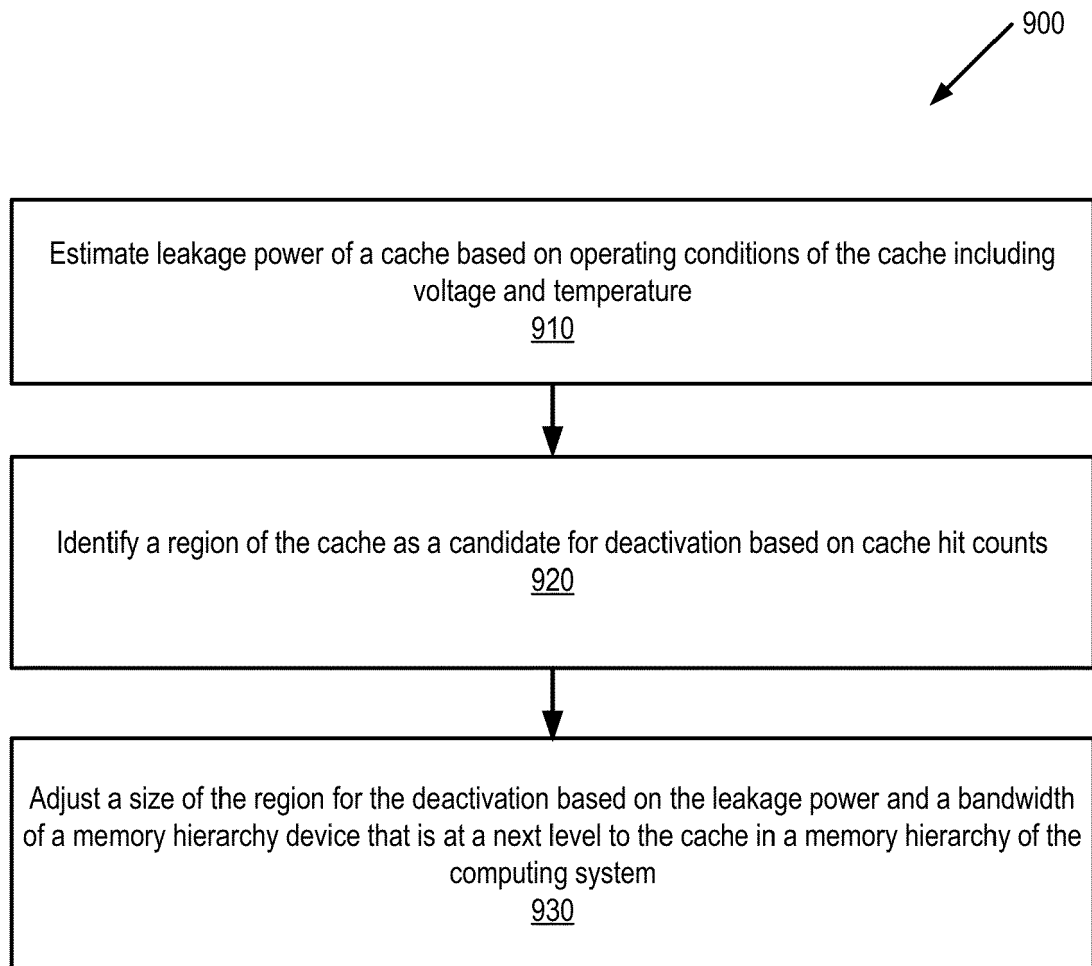 900
Estimate leakage power of a cache based on operating conditions of the cache including
voltage and temperature
910
Identify a region of the cache as a candidate for deactivation based on cache hit counts
920
Adjust a size of the region for the deactivation based on the leakage power and a bandwidth
of a memory hierarchy device that is at a next level to the cache in a memory hierarchy of the
computing system
930